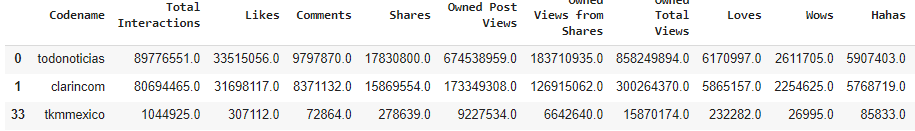 Codename
Total
Interactions
Likes
Comments
Shares
Owned Post
Views
Owned
Views from
Shares
Owned
Total
Views
Loves
Wows
Hahas
0 todonoticias 89776551.0 33515056.0 9797870.0 17830800.0 674538959.0 183710935.0 858249894.0 6170997.0 2611705.0 5907403.0
1 clarincom 80694465.0 31698117.0 8371132.0 15869554.0 173349308.0 126915062.0 300264370.0 5865157.0 2254625.0 5768719.0
33 tkmmexico 1044925.0 307112.0 72864.0 278639.0 9227534.0 6642640.0 15870174.0 232282.0 26995.0 85833.0